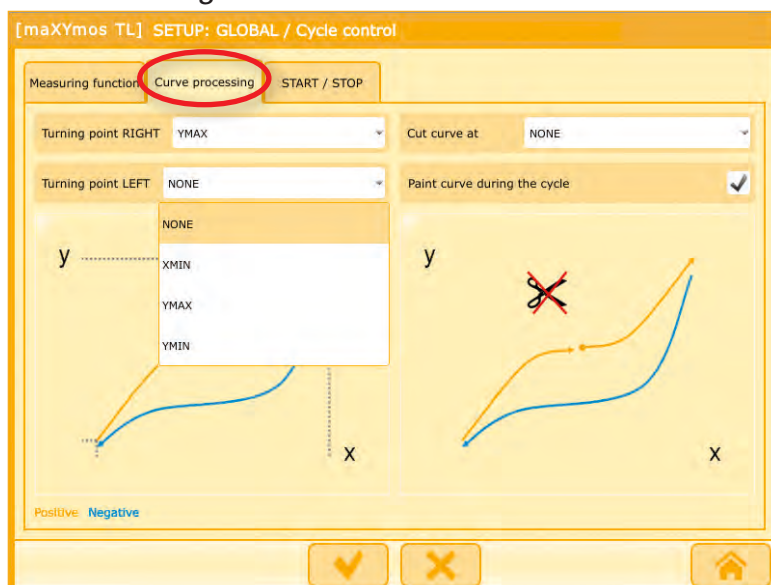 [maXYmos TL] SETUP: GLOBAL / Cycle control
Measuring function Curve processing START / STOP
Turning point RIGHT YMAX
Cut curve at NONE
Turning point LEFT NONE
Paint curve during the cycle
NONE
XMIN
YMAX
YMIN
y
x
y
x
Positive Negative